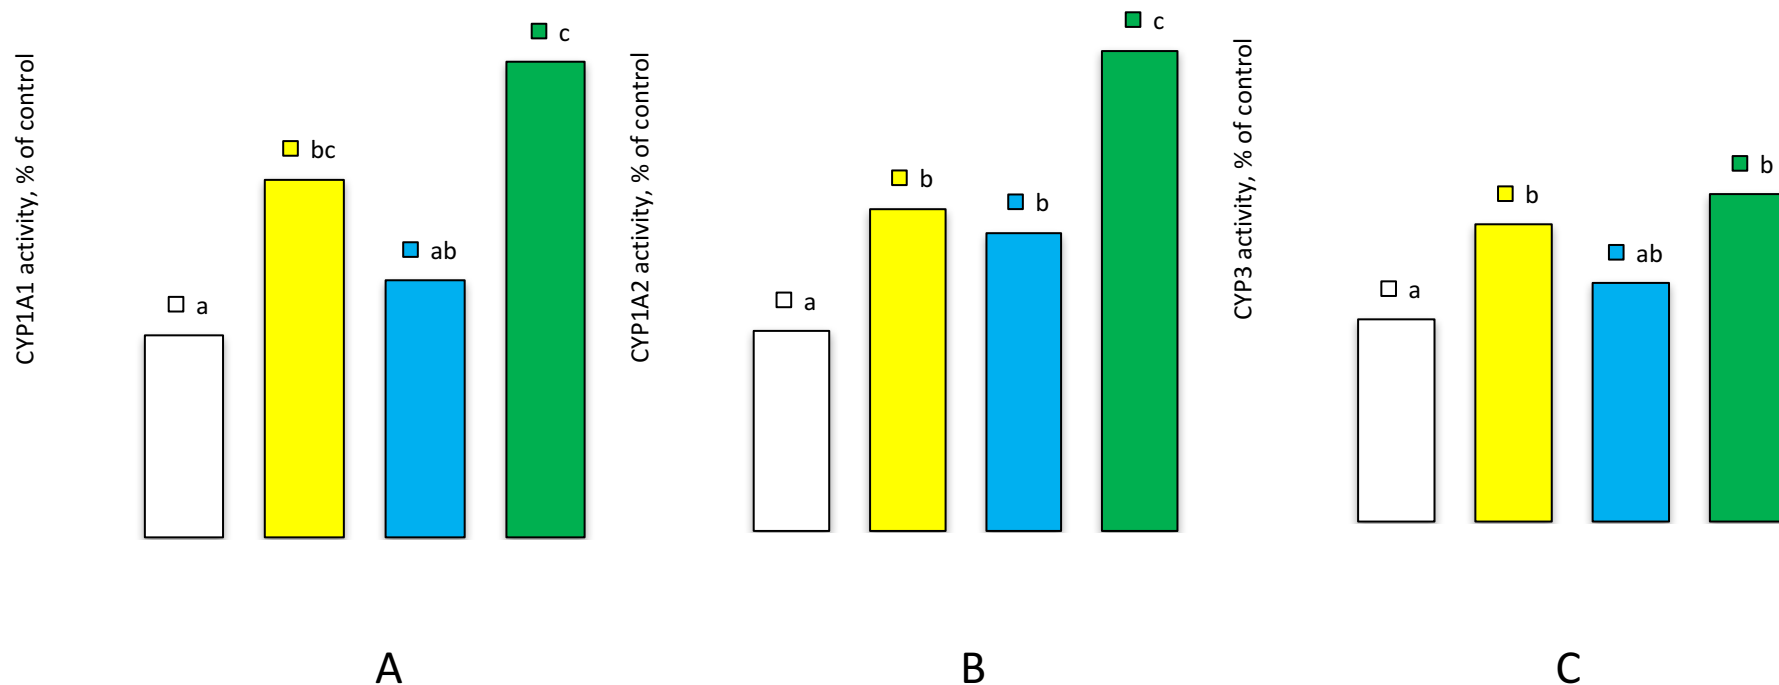 CYP1A1 activity, % of control
a
bc
ab
c
A
CYP1A2 activity, % of control
a
b
b
c
B
CYP3 activity, % of control
a
b
ab
b
C